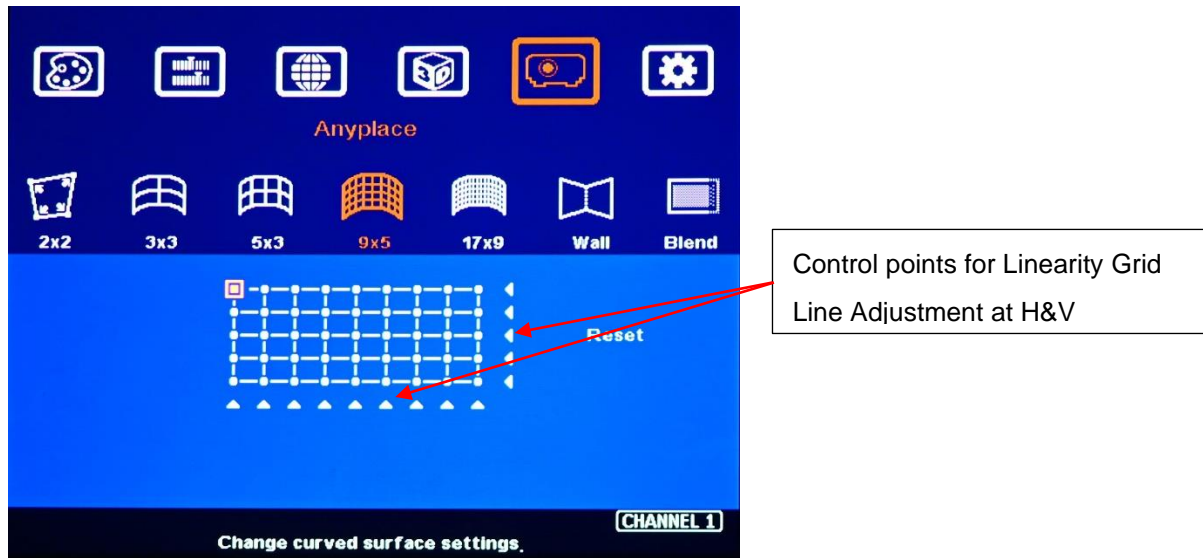 3D
Anyplace
2x2 3x3 5x3 9x5 17x9 Wall Blend
Control points for Linearity Grid
Line Adjustment at H&V
Reset
CHANNEL 1
Change curved surface settings.